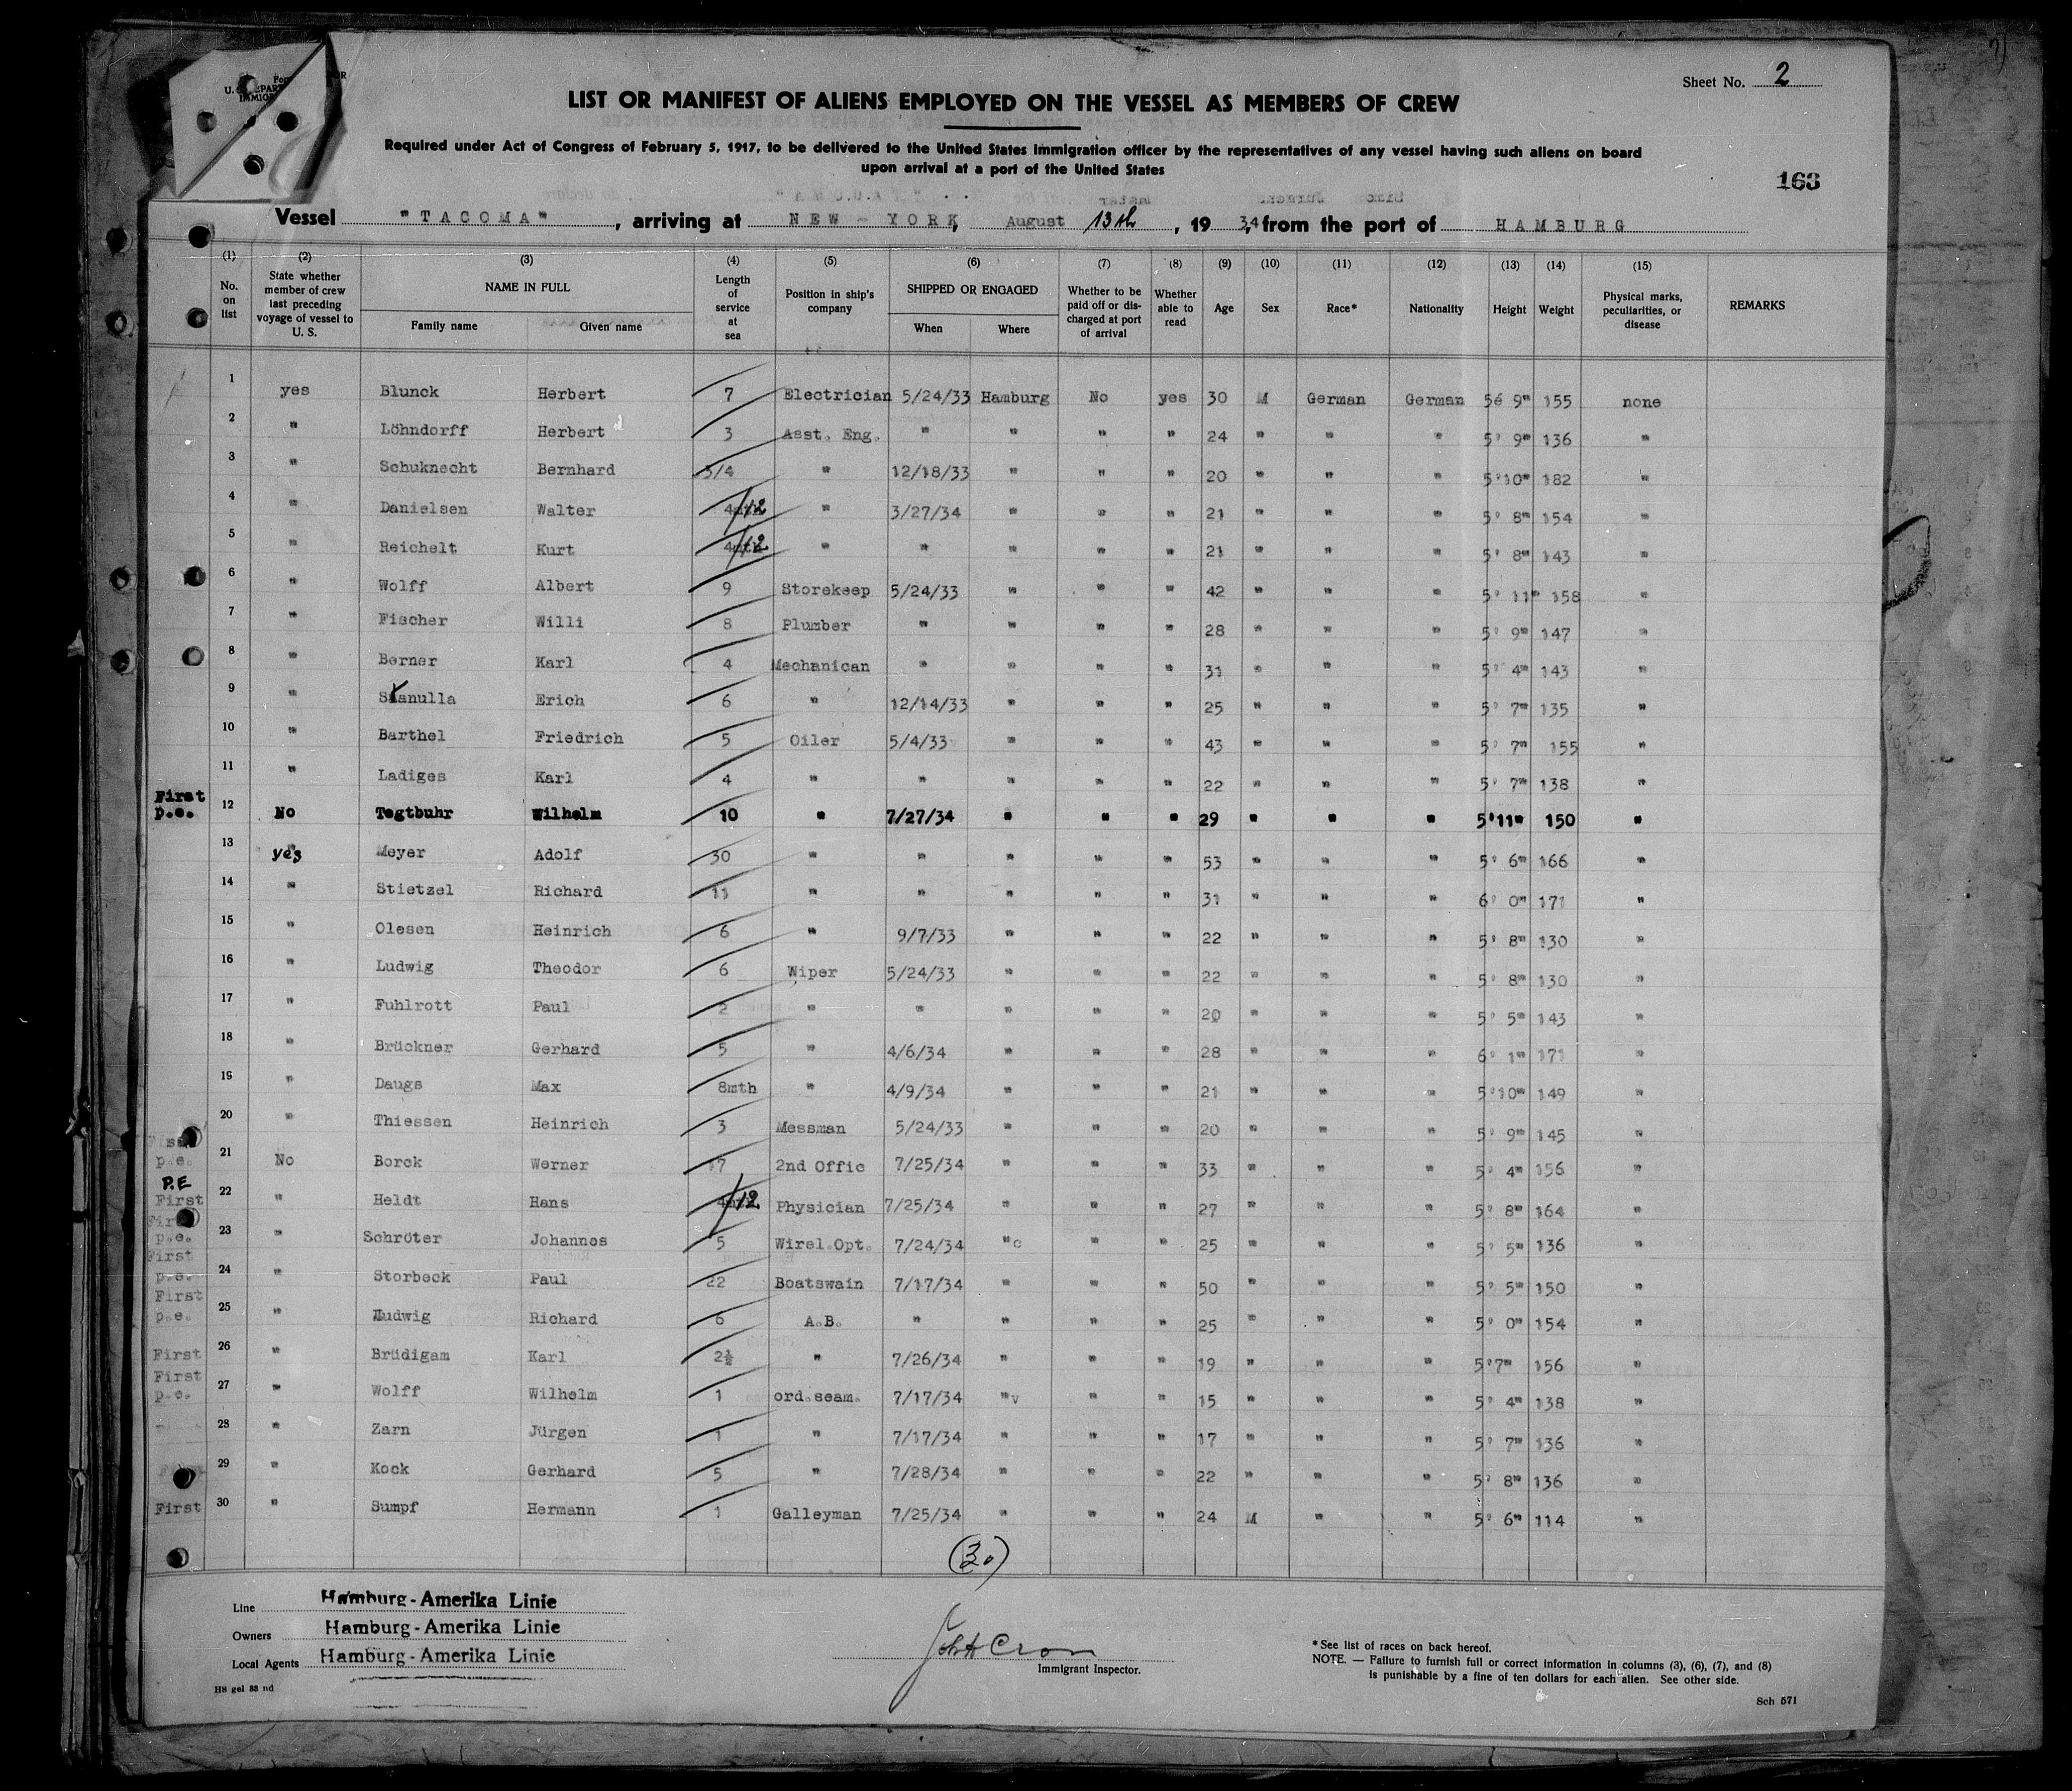 Sheet No. 2
LIST OR MANIFEST OF ALIENS EMPLOYED ON THE VESSEL AS MEMBERS OF CREW
Required under Act of Congress of February 5, 1917, to be delivered to the United States Immigration officer by the representatives of any vessel having such aliens on board
upon arrival at a port of the United States
163
Vessel "TACOMA", arriving at NEW - YORK, August 13th, 1934, from the port of HAMBURG
(1) (2) (3) (4) (5) (6) (7) (8) (9) (10) (11) (12) (13) (14) (15)
No. on list State whether member of crew last preceding voyage of vessel to U. S. NAME IN FULL Family name Given name Length of service at sea Position in ship's company SHIPPED OR ENGAGED When Where Whether to be paid off or discharged at port of arrival Whether able to read Age Sex Race* Nationality Height Weight Physical marks, peculiarities, or disease REMARKS
1 yes Blunck Herbert 7 Electrician 5/24/33 Hamburg No yes 30 M German German 5é 9" 155 none
2 " Löhndorff Herbert 3 Asst. Eng. " " " " 24 " " " 5' 9" 136 "
3 " Schuknecht Bernhard 3/4 " 12/18/33 " " " 20 " " " 5'10" 182 "
4 " Danielsen Walter 4/12 " 3/27/34 " " " 21 " " " 5' 8" 154 "
5 " Reichelt Kurt 4/12 " " " " " 21 " " " 5' 8" 143 "
6 " Wolff Albert 9 Storekeep 5/24/33 " " " 42 " " " 5' 11" 158 "
7 " Fischer Willi 8 Plumber " " " " 28 " " " 5' 9" 147 "
8 " Berner Karl 4 Mechanican " " " " 31 " " " 5' 4" 143 "
9 " Stanulla Erich 6 " 12/14/33 " " " 25 " " " 5' 7" 135 "
10 " Barthel Friedrich 5 Oiler 5/4/33 " " " 43 " " " 5' 7" 155 "
11 " Ladiges Karl 4 " " " " " 22 " " " 5' 7" 138 "
First p.e. 12 No Tegtbuhr Wilhelm 10 " 7/27/34 " " " 29 " " " 5'11" 150 "
13 yes Meyer Adolf 30 " " " " " 53 " " " 5' 6" 166 "
14 " Stietzel Richard 11 " " " " " 31 " " " 6' 0" 171 "
15 " Olesen Heinrich 6 " 9/7/33 " " " 22 " " " 5' 8" 130 "
16 " Ludwig Theodor 6 Wiper 5/24/33 " " " 22 " " " 5' 8" 130 "
17 " Fuhlrott Paul 2 " " " " " 20 " " " 5' 5" 143 "
18 " Brückner Gerhard 5 " 4/6/34 " " " 28 " " " 6' 1" 171 "
19 " Daugs Max 8mth " 4/9/34 " " " 21 " " " 5'10" 149 "
20 " Thiessen Heinrich 3 Messman 5/24/33 " " " 20 " " " 5' 9" 145 "
p.e. 21 No Borck Werner 17 2nd Offic 7/25/34 " " " 33 " " " 5' 4" 156 "
P.E First 22 " Heldt Hans /12 Physician 7/25/34 " " " 27 " " " 5' 8" 164 "
First p.e. 23 " Schröter Johannes 5 Wirel.Opt. 7/24/34 "c " " 25 " " " 5' 5" 136 "
First p.e. 24 " Storbeck Paul 22 Boatswain 7/17/34 " " " 50 " " " 5' 5" 150 "
First p.e. 25 " Ludwig Richard 6 A.B. " " " " 25 " " " 5' 0" 154 "
First 26 " Brüdigam Karl 2½ " 7/26/34 " " " 19 " " " 5'7" 156 "
First p.e. 27 " Wolff Wilhelm 1 ord.seam. 7/17/34 "v " " 15 " " " 5' 4" 138 "
28 " Zarn Jürgen 1 " 7/17/34 " " " 17 " " " 5' 7" 136 "
29 " Kock Gerhard 5 " 7/28/34 " " " 22 " " " 5' 8" 136 "
First 30 " Sumpf Hermann 1 Galleyman 7/25/34 " " " 24 M " " 5' 6" 114 "
(30)
Line Hamburg-Amerika Linie
Owners Hamburg-Amerika Linie
Local Agents Hamburg-Amerika Linie
Immigrant Inspector.
*See list of races on back hereof.
NOTE. — Failure to furnish full or correct information in columns (3), (6), (7), and (8)
is punishable by a fine of ten dollars for each alien. See other side.
H8 gel 33 nd
Sch 571